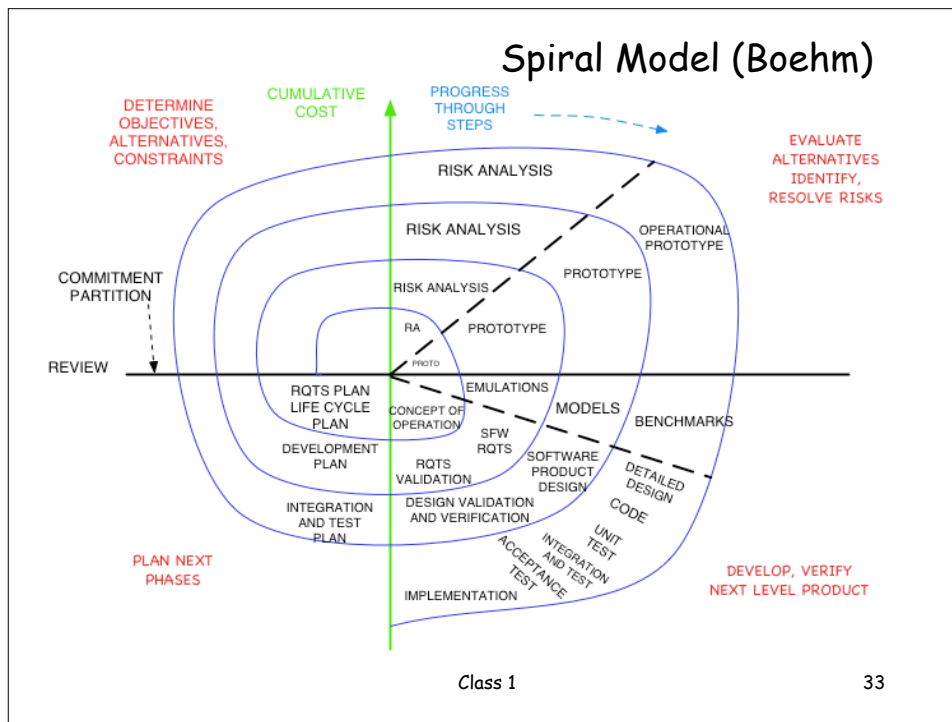 Spiral Model (Boehm)
DETERMINE
OBJECTIVES,
ALTERNATIVES,
CONSTRAINTS
CUMULATIVE
COST
PROGRESS
THROUGH
STEPS
EVALUATE
ALTERNATIVES
IDENTIFY,
RESOLVE RISKS
RISK ANALYSIS
RISK ANALYSIS
OPERATIONAL
PROTOTYPE
PROTOTYPE
COMMITMENT
PARTITION
RISK ANALYSIS
RA
PROTOTYPE
PROTO
REVIEW
RQTS PLAN
LIFE CYCLE
PLAN
EMULATIONS
CONCEPT OF
OPERATION
MODELS
BENCHMARKS
SFW
RQTS
DEVELOPMENT
PLAN
RQTS
VALIDATION
SOFTWARE
PRODUCT
DESIGN
DETAILED
DESIGN
CODE
INTEGRATION
AND TEST
PLAN
DESIGN VALIDATION
AND VERIFICATION
UNIT
TEST
INTEGRATION
AND TEST
ACCEPTANCE
TEST
PLAN NEXT
PHASES
IMPLEMENTATION
DEVELOP, VERIFY
NEXT LEVEL PRODUCT
Class 1
33